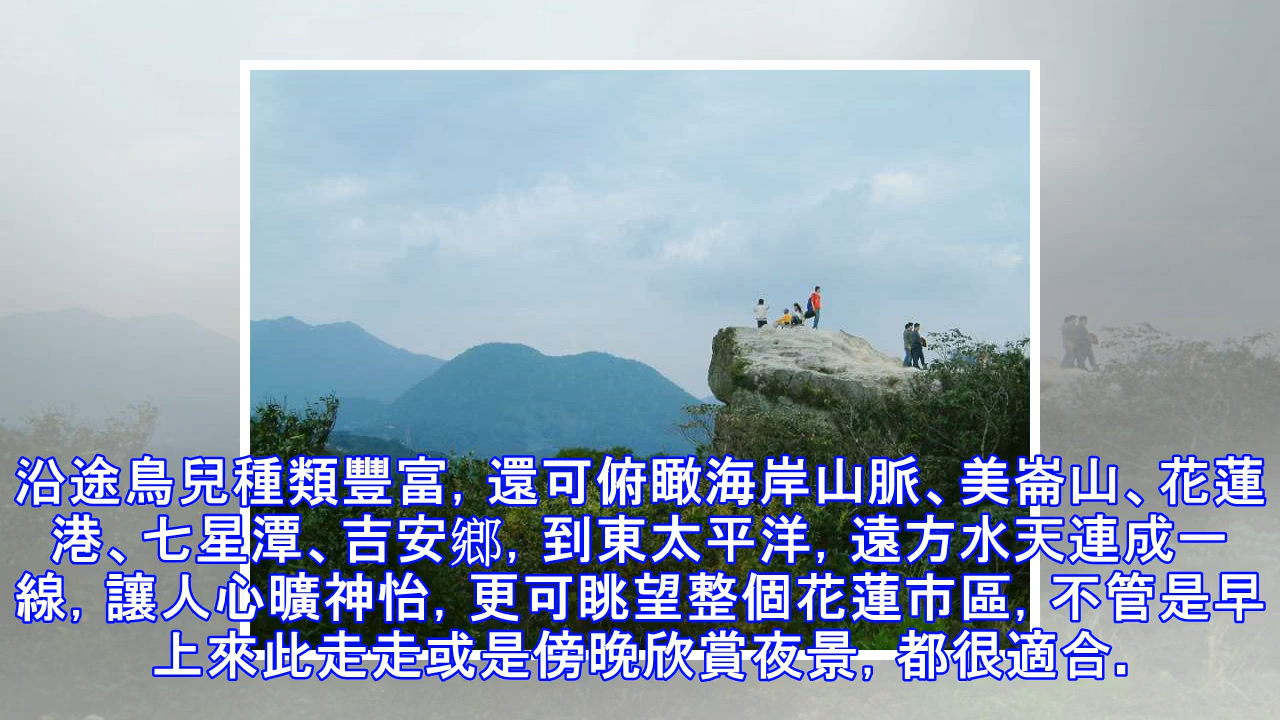 沿途鳥兒種類豐富, 還可俯瞰海岸山脈、美崙山、花蓮
港、七星潭、吉安鄉, 到東太平洋, 遠方水天連成一
線, 讓人心曠神怡, 更可眺望整個花蓮市區, 不管是早
上來此走走或是傍晚欣賞夜景, 都很適合.